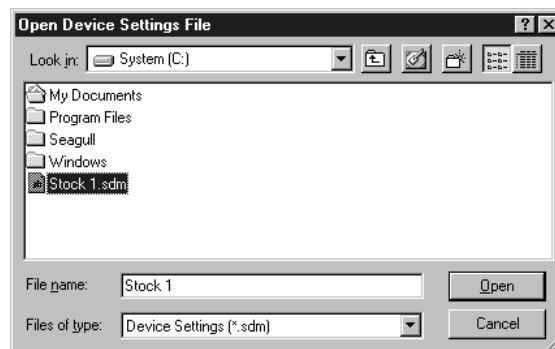 Open Device Settings File
Look in: System (C:)
My Documents
Program Files
Seagull
Windows
Stock 1.sdm
File name: Stock 1 Open
Files of type: Device Settings (*.sdm) Cancel